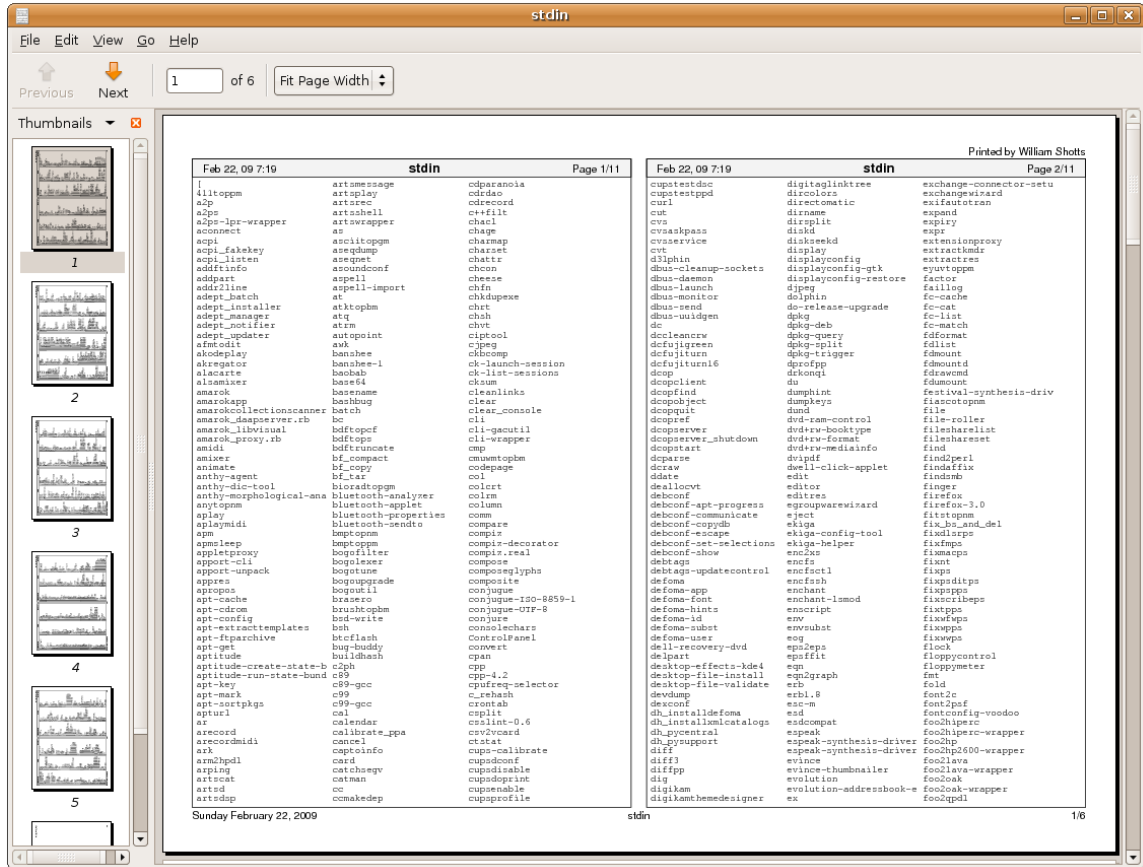 stdin
File Edit View Go Help
Previous Next 1 of 6 Fit Page Width
Thumbnails
1
2
3
4
5
Printed by William Shotts
Feb 22, 09 7:19 stdin Page 1/11
[
411toppm
a2p
a2ps
a2ps-lpr-wrapper
aconnect
acpi
acpi_fakekey
acpi_listen
addftinfo
addpart
addr2line
adept_batch
adept_installer
adept_manager
adept_notifier
adept_updater
afmtodit
akodeplay
akregator
alacarte
alsamixer
amarok
amarokapp
amarokcollectionscanner
amarok_daapserver.rb
amarok_libvisual
amarok_proxy.rb
amidi
amixer
animate
anthy-agent
anthy-dic-tool
anthy-morphological-ana
anytopnm
aplay
aplaymidi
apm
apmsleep
appletproxy
apport-cli
apport-unpack
appres
apropos
apt-cache
apt-cdrom
apt-config
apt-extracttemplates
apt-ftparchive
apt-get
aptitude
aptitude-create-state-b
aptitude-run-state-bund
apt-key
apt-mark
apt-sortpkgs
apturl
ar
arecord
arecordmidi
ark
arm2hpdl
arping
artscat
artsd
artsdsp
artsmessage
artsplay
artsrec
artsshell
artswrapper
as
asciitopgm
aseqdump
aseqnet
asoundconf
aspell
aspell-import
at
atktopbm
atq
atrm
autopoint
awk
banshee
banshee-1
baobab
base64
basename
bashbug
batch
bc
bdftopcf
bdftops
bdftruncate
bf_compact
bf_copy
bf_tar
bioradtopgm
bluetooth-analyzer
bluetooth-applet
bluetooth-properties
bluetooth-sendto
bmptopnm
bmptoppm
bogofilter
bogolexer
bogotune
bogoupgrade
bogoutil
brasero
brushtopbm
bsd-write
bsh
btcflash
bug-buddy
buildhash
c2ph
c89
c89-gcc
c99
c99-gcc
cal
calendar
calibrate_ppa
cancel
captoinfo
card
catchsegv
catman
cc
ccmakedep
cdparanoia
cdrdao
cdrecord
c++filt
chacl
chage
charmap
charset
chattr
chcon
cheese
chfn
chkdupexe
chrt
chsh
chvt
ciptool
cjpeg
ckbcomp
ck-launch-session
ck-list-sessions
cksum
cleanlinks
clear
clear_console
cli
cli-gacutil
cli-wrapper
cmp
cmuwmtopbm
codepage
col
colcrt
colrm
column
comm
compare
compiz
compiz-decorator
compiz.real
compose
composeglyphs
composite
conjugue
conjugue-ISO-8859-1
conjugue-UTF-8
conjure
consolechars
ControlPanel
convert
cpan
cpp
cpp-4.2
cpufreq-selector
c_rehash
crontab
csplit
csslint-0.6
csv2vcard
ctstat
cups-calibrate
cupsdconf
cupsdisable
cupsdoprint
cupsenable
cupsprofile
Feb 22, 09 7:19 stdin Page 2/11
cupstestdsc
cupstestppd
curl
cut
cvs
cvsaskpass
cvsservice
cvt
d3lphin
dbus-cleanup-sockets
dbus-daemon
dbus-launch
dbus-monitor
dbus-send
dbus-uuidgen
dc
dccleancrw
dcfujigreen
dcfujiturn
dcfujiturn16
dcop
dcopclient
dcopfind
dcopobject
dcopquit
dcopref
dcopserver
dcopserver_shutdown
dcopstart
dcparse
dcraw
ddate
deallocvt
debconf
debconf-apt-progress
debconf-communicate
debconf-copydb
debconf-escape
debconf-set-selections
debconf-show
debtags
debtags-updatecontrol
defoma
defoma-app
defoma-font
defoma-hints
defoma-id
defoma-subst
defoma-user
dell-recovery-dvd
delpart
desktop-effects-kde4
desktop-file-install
desktop-file-validate
devdump
dexconf
dh_installdefoma
dh_installxmlcatalogs
dh_pycentral
dh_pysupport
diff
diff3
diffpp
dig
digikam
digikamthemedesigner
digitaglinktree
dircolors
directomatic
dirname
dirsplit
diskd
diskseekd
display
displayconfig
displayconfig-gtk
displayconfig-restore
djpeg
dolphin
do-release-upgrade
dpkg
dpkg-deb
dpkg-query
dpkg-split
dpkg-trigger
dprofpp
drkonqi
du
dumphint
dumpkeys
dund
dvd-ram-control
dvd+rw-booktype
dvd+rw-format
dvd+rw-mediainfo
dvipdf
dwell-click-applet
edit
editor
editres
egroupwarewizard
eject
ekiga
ekiga-config-tool
ekiga-helper
enc2xs
encfs
encfsctl
encfssh
enchant
enchant-lsmod
enscript
env
envsubst
eog
eps2eps
epsffit
eqn
eqn2graph
erb
erb1.8
esc-m
esd
esdcompat
espeak
espeak-synthesis-driver
espeak-synthesis-driver
evince
evince-thumbnailer
evolution
evolution-addressbook-e
ex
exchange-connector-setu
exchangewizard
exifautotran
expand
expiry
expr
extensionproxy
extractkmdr
extractres
eyuvtoppm
factor
faillog
fc-cache
fc-cat
fc-list
fc-match
fdformat
fdlist
fdmount
fdmountd
fdrawcmd
fdumount
festival-synthesis-driv
fiascotopnm
file
file-roller
filesharelist
fileshareset
find
find2perl
findaffix
findsmb
finger
firefox
firefox-3.0
fitstopnm
fix_bs_and_del
fixdlsrps
fixfmps
fixmacps
fixnt
fixps
fixpsditps
fixpspps
fixscribeps
fixtpps
fixwfwps
fixwpps
fixwwps
flock
floppycontrol
floppymeter
fmt
fold
font2c
font2psf
fontconfig-voodoo
foo2hiperc
foo2hiperc-wrapper
foo2hp
foo2hp2600-wrapper
foo2lava
foo2lava-wrapper
foo2oak
foo2oak-wrapper
foo2qpdl
Sunday February 22, 2009 stdin 1/6